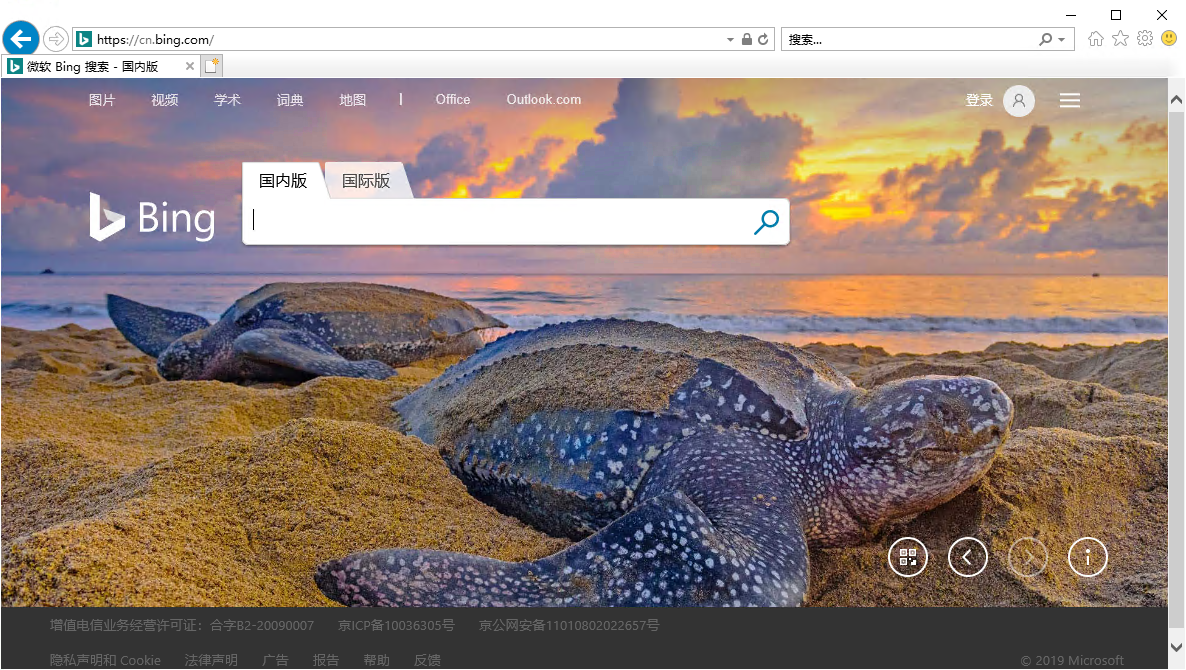 https://cn.bing.com/
搜索...
微软 Bing 搜索 - 国内版
图片 视频 学术 词典 地图 | Office Outlook.com 登录
国内版 国际版
Bing
增值电信业务经营许可证：合字B2-20090007 京ICP备10036305号 京公网安备11010802022657号
隐私声明和 Cookie 法律声明 广告 报告 帮助 反馈 © 2019 Microsoft